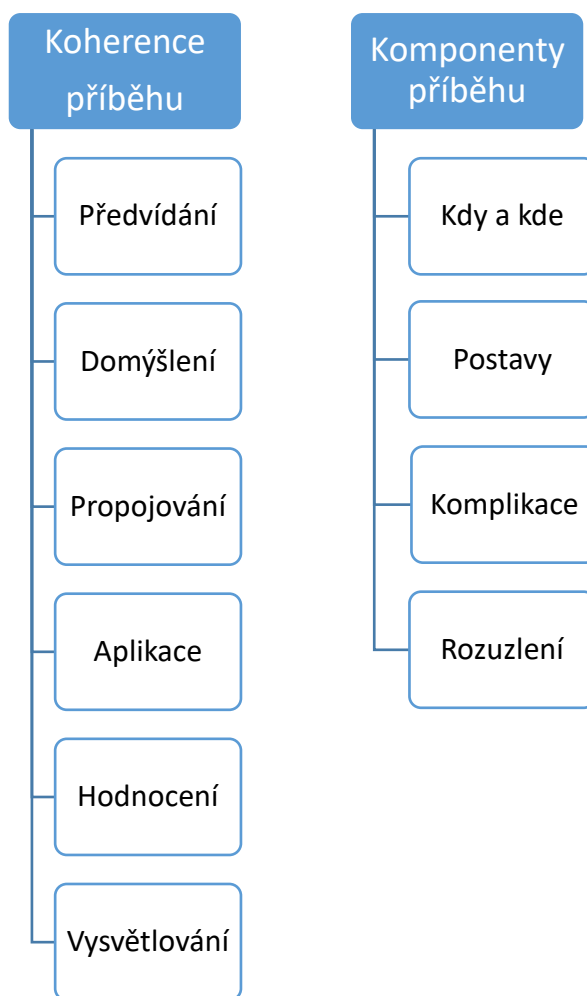 Koherence
příběhu
Předvídání
Domýšlení
Propojování
Aplikace
Hodnocení
Vysvětlování
Komponenty
příběhu
Kdy a kde
Postavy
Komplikace
Rozuzlení